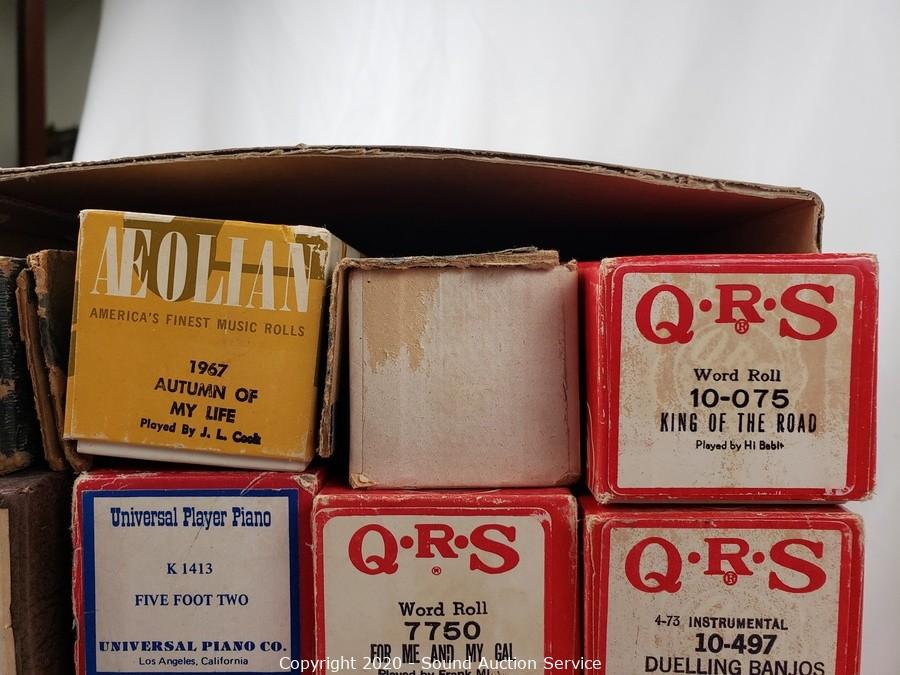 AEOLIAN
AMERICA'S FINEST MUSIC ROLLS
1967
AUTUMN OF
MY LIFE
Played By J. L. Cook
Q·R·S
®
Word Roll
10-075
KING OF THE ROAD
Played by Hi
Universal Player Piano
K 1413
FIVE FOOT TWO
UNIVERSAL PIANO CO.
Los Angeles, California
Q·R·S
®
Word Roll
7750
FOR ME AND MY GAL
Played by Frank
Q·R·S
®
4-73 INSTRUMENTAL
10-497
DUELLING BANJOS
Copyright 2020 - Sound Auction Service